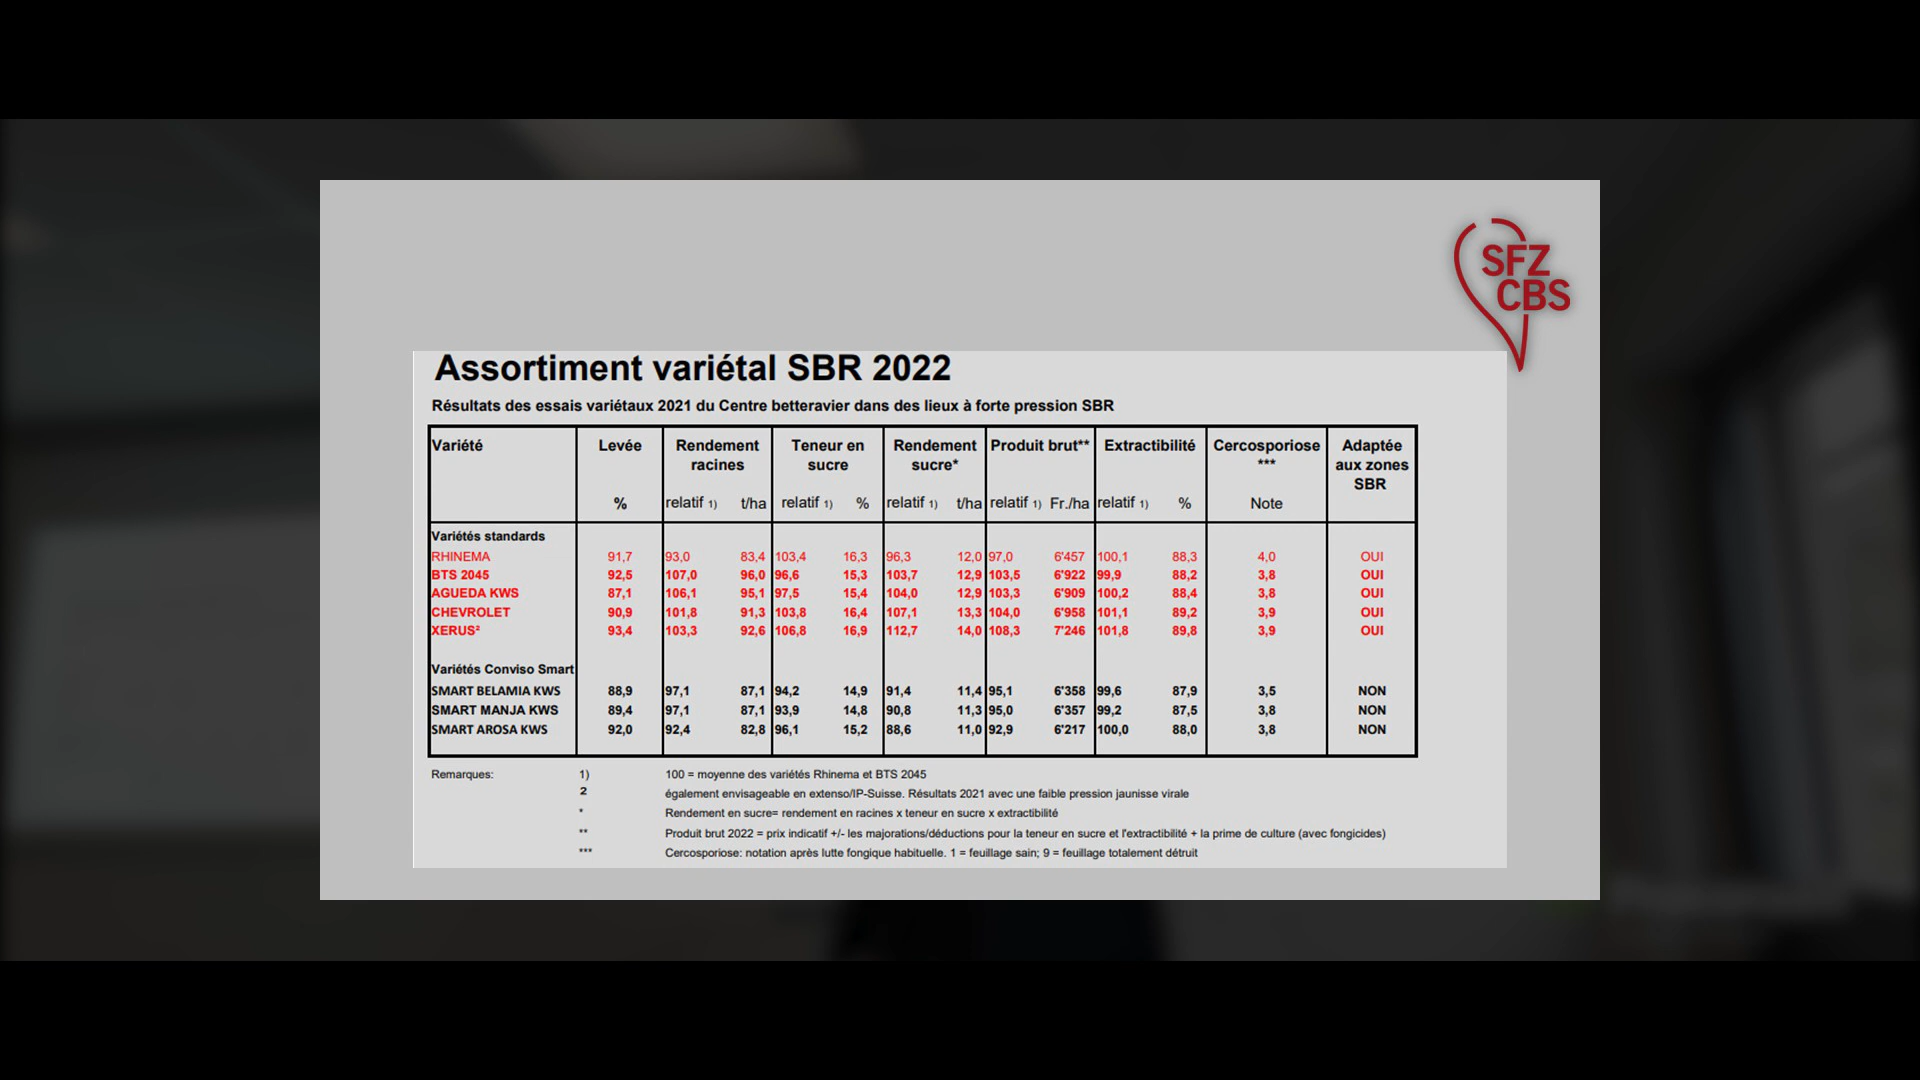 SFZ
CBS
Assortiment variétal SBR 2022
Résultats des essais variétaux 2021 du Centre betteravier dans des lieux à forte pression SBR
Variété Levée Rendement racines Teneur en sucre Rendement sucre* Produit brut** Extractibilité Cercosporiose *** Adaptée aux zones SBR
% relatif 1) t/ha relatif 1) % relatif 1) t/ha relatif 1) Fr./ha relatif 1) % Note
Variétés standards
RHINEMA 91,7 93,0 83,4 103,4 16,3 96,3 12,0 97,0 6'457 100,1 88,3 4,0 OUI
BTS 2045 92,5 107,0 96,0 96,6 15,3 103,7 12,9 103,5 6'922 99,9 88,2 3,8 OUI
AGUEDA KWS 87,1 106,1 95,1 97,5 15,4 104,0 12,9 103,3 6'909 100,2 88,4 3,8 OUI
CHEVROLET 90,9 101,8 91,3 103,8 16,4 107,1 13,3 104,0 6'958 101,1 89,2 3,9 OUI
XERUS² 93,4 103,3 92,6 106,8 16,9 112,7 14,0 108,3 7'246 101,8 89,8 3,9 OUI
Variétés Conviso Smart
SMART BELAMIA KWS 88,9 97,1 87,1 94,2 14,9 91,4 11,4 95,1 6'358 99,6 87,9 3,5 NON
SMART MANJA KWS 89,4 97,1 87,1 93,9 14,8 90,8 11,3 95,0 6'357 99,2 87,5 3,8 NON
SMART AROSA KWS 92,0 92,4 82,8 96,1 15,2 88,6 11,0 92,9 6'217 100,0 88,0 3,8 NON
Remarques: 1) 100 = moyenne des variétés Rhinema et BTS 2045
2 également envisageable en extenso/IP-Suisse. Résultats 2021 avec une faible pression jaunisse virale
* Rendement en sucre= rendement en racines x teneur en sucre x extractibilité
** Produit brut 2022 = prix indicatif +/- les majorations/déductions pour la teneur en sucre et l'extractibilité + la prime de culture (avec fongicides)
*** Cercosporiose: notation après lutte fongique habituelle. 1 = feuillage sain; 9 = feuillage totalement détruit